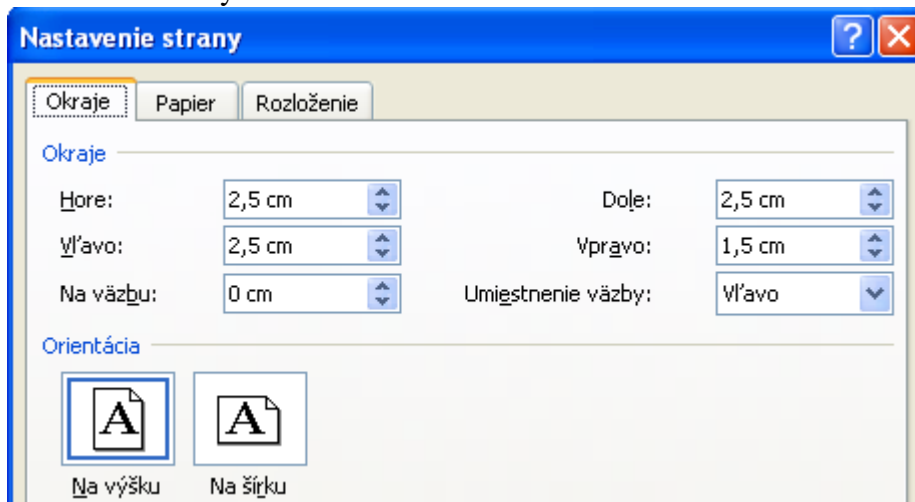 Nastavenie strany
Okraje Papier Rozloženie
Okraje
Hore: 2,5 cm Dole: 2,5 cm
Vľavo: 2,5 cm Vpravo: 1,5 cm
Na väzbu: 0 cm Umiestnenie väzby: Vľavo
Orientácia
A A
Na výšku Na šírku